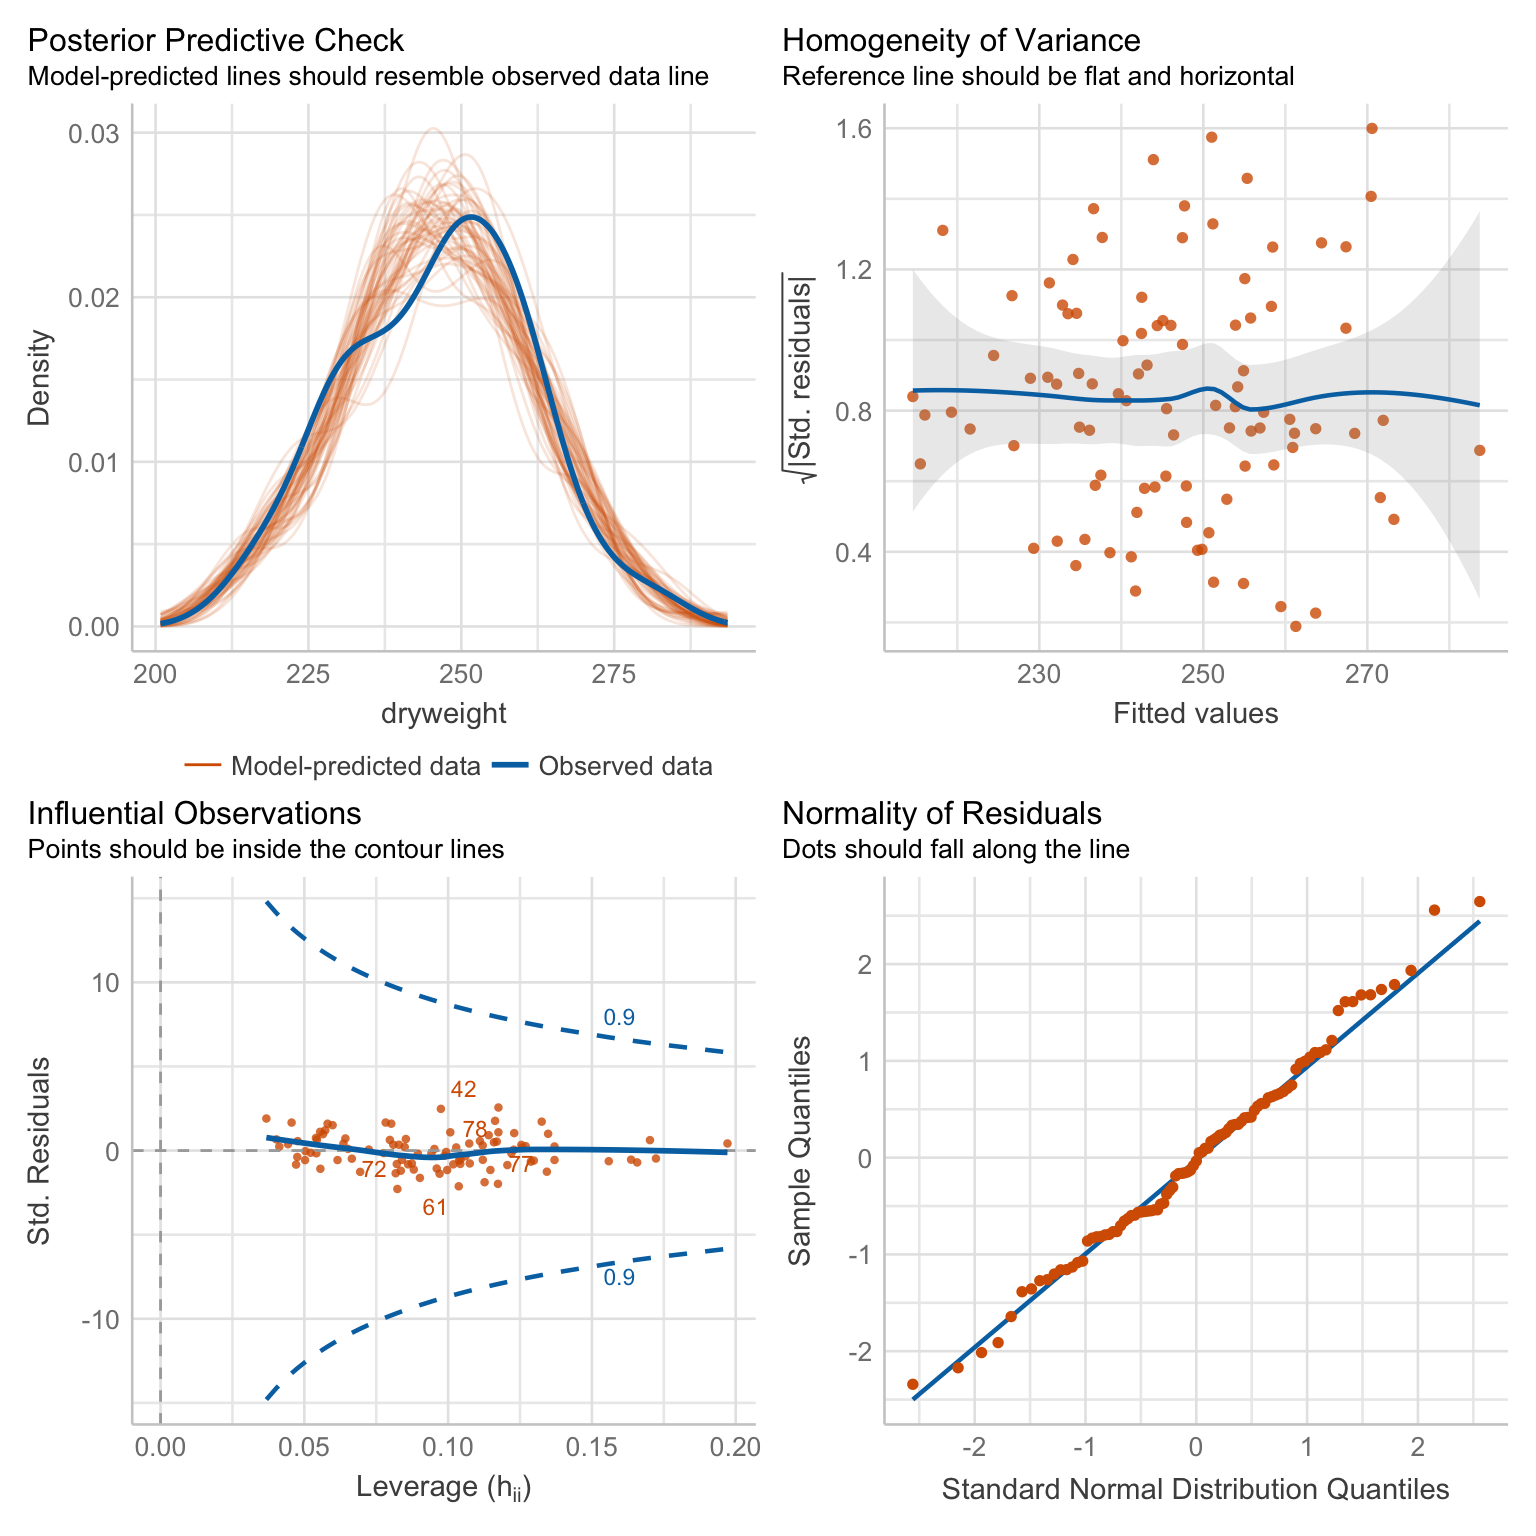 Posterior Predictive Check
Model-predicted lines should resemble observed data line
0.03
0.02
0.01
0.00
Density
200 225 250 275
dryweight
Model-predicted data Observed data
Homogeneity of Variance
Reference line should be flat and horizontal
1.6
1.2
0.8
0.4
√|Std. residuals|
230 250 270
Fitted values
Influential Observations
Points should be inside the contour lines
10
0
-10
Std. Residuals
0.9
42
78
72
77
61
0.9
0.00 0.05 0.10 0.15 0.20
Leverage (hii)
Normality of Residuals
Dots should fall along the line
2
1
0
-1
-2
Sample Quantiles
-2 -1 0 1 2
Standard Normal Distribution Quantiles